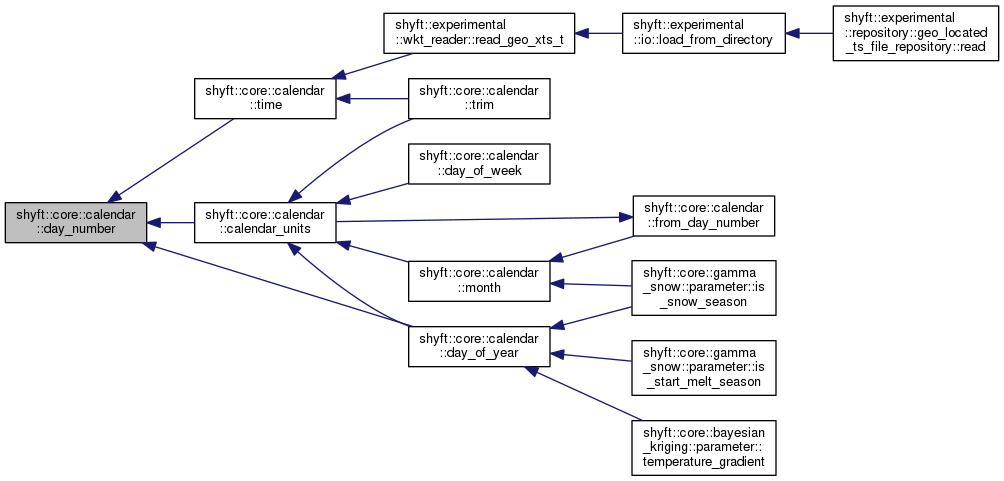 shyft::experimental
::wkt_reader::read_geo_xts_t
shyft::experimental
::io::load_from_directory
shyft::experimental
::repository::geo_located
_ts_file_repository::read
shyft::core::calendar
::time
shyft::core::calendar
::trim
shyft::core::calendar
::day_of_week
shyft::core::calendar
::day_number
shyft::core::calendar
::calendar_units
shyft::core::calendar
::from_day_number
shyft::core::calendar
::month
shyft::core::gamma
_snow::parameter::is
_snow_season
shyft::core::calendar
::day_of_year
shyft::core::gamma
_snow::parameter::is
_start_melt_season
shyft::core::bayesian
_kriging::parameter::
temperature_gradient